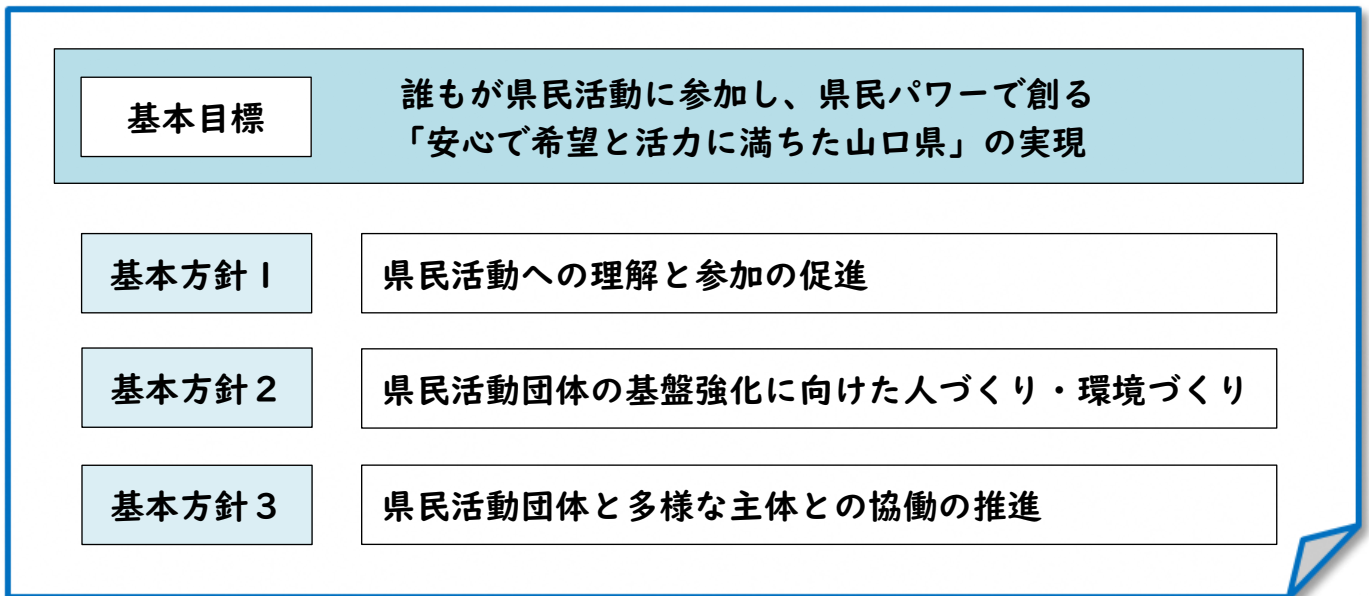 基本目標
誰もが県民活動に参加し、県民パワーで創る
「安心で希望と活力に満ちた山口県」の実現
基本方針1
県民活動への理解と参加の促進
基本方針2
県民活動団体の基盤強化に向けた人づくり・環境づくり
基本方針3
県民活動団体と多様な主体との協働の推進